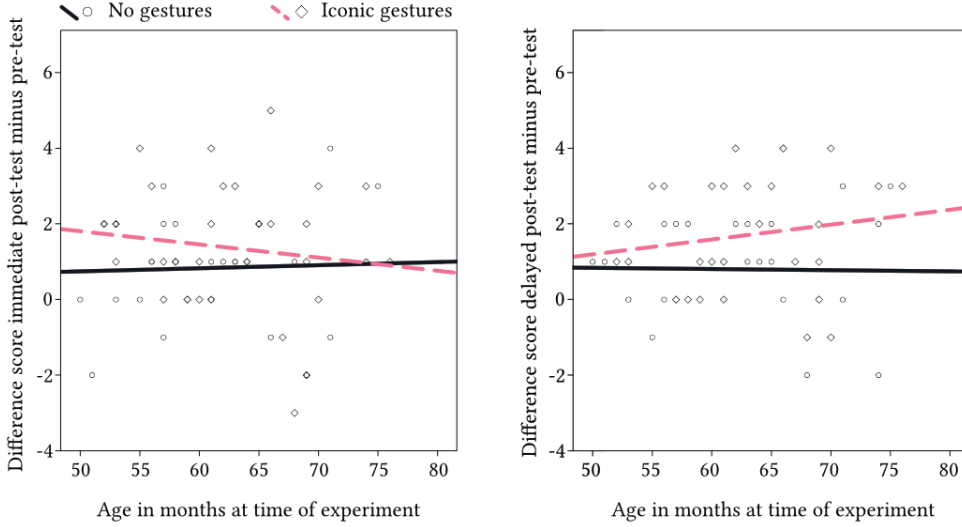 No gestures
Iconic gestures
Difference score immediate post-test minus pre-test
6
4
2
0
-2
-4
50 55 60 65 70 75 80
Age in months at time of experiment
Difference score delayed post-test minus pre-test
6
4
2
0
-2
-4
50 55 60 65 70 75 80
Age in months at time of experiment